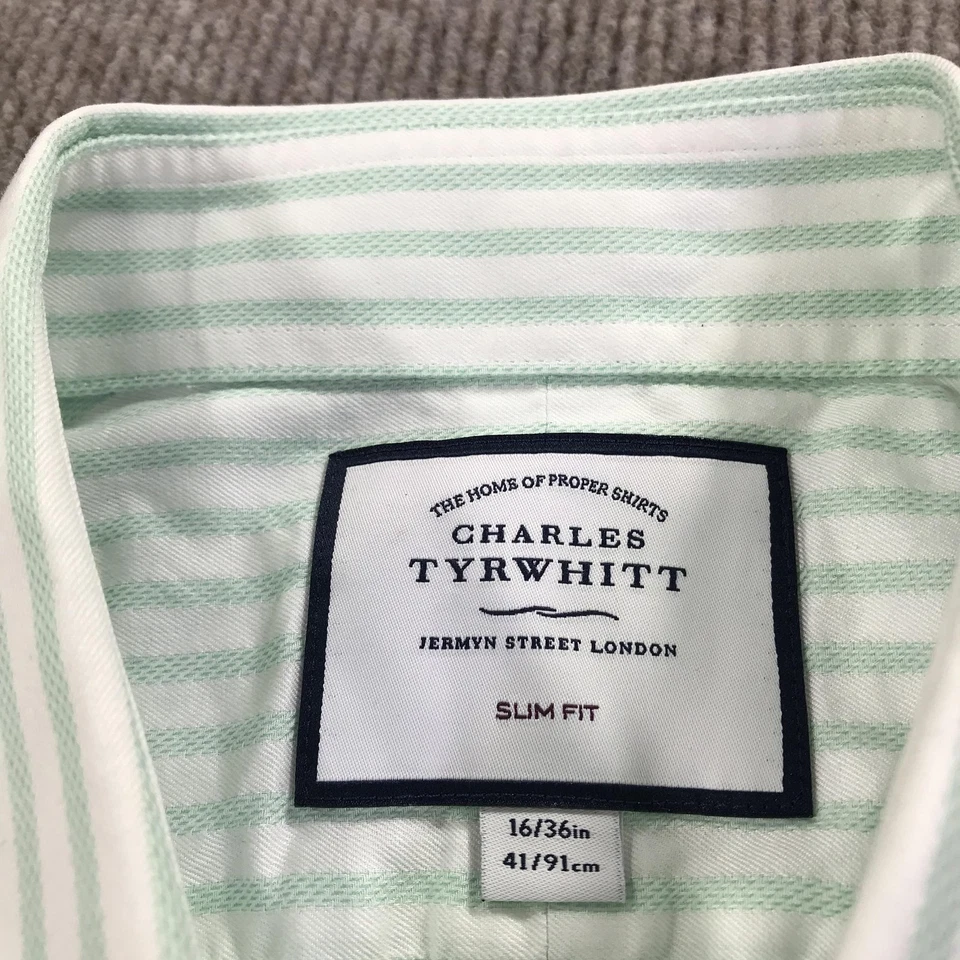 THE HOME OF PROPER SHIRTS
CHARLES
TYRWHITT
JERMYN STREET LONDON
SLIM FIT
16/36in
41/91cm